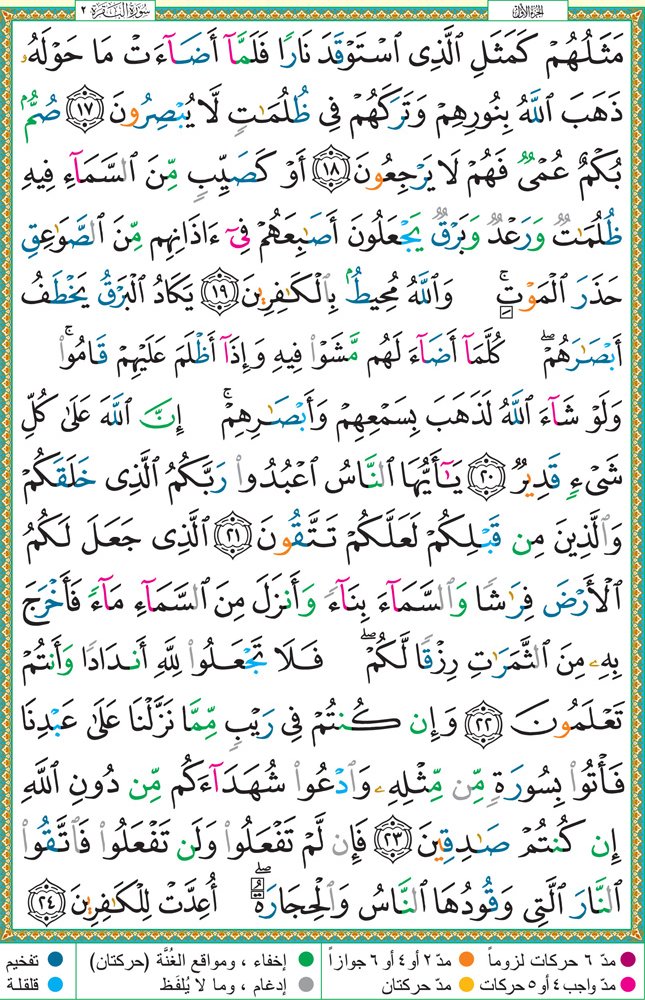 الجزء الأول
سورة البقرة ٢
مَثَلُهُمْ كَمَثَلِ ٱلَّذِى ٱسْتَوْقَدَ نَارًا فَلَمَّآ أَضَآءَتْ مَا حَوْلَهُۥ
ذَهَبَ ٱللَّهُ بِنُورِهِمْ وَتَرَكَهُمْ فِى ظُلُمَـٰتٍ لَّا يُبْصِرُونَ ١٧ صُمٌّۢ
بُكْمٌ عُمْىٌ فَهُمْ لَا يَرْجِعُونَ ١٨ أَوْ كَصَيِّبٍ مِّنَ ٱلسَّمَآءِ فِيهِ
ظُلُمَـٰتٌ وَرَعْدٌ وَبَرْقٌ يَجْعَلُونَ أَصَـٰبِعَهُمْ فِىٓ ءَاذَانِهِم مِّنَ ٱلصَّوَٰعِقِ
حَذَرَ ٱلْمَوْتِ ۚ وَٱللَّهُ مُحِيطٌۢ بِٱلْكَـٰفِرِينَ ١٩ يَكَادُ ٱلْبَرْقُ يَخْطَفُ
أَبْصَـٰرَهُمْ ۖ كُلَّمَآ أَضَآءَ لَهُم مَّشَوْا۟ فِيهِ وَإِذَآ أَظْلَمَ عَلَيْهِمْ قَامُوا۟ ۚ
وَلَوْ شَآءَ ٱللَّهُ لَذَهَبَ بِسَمْعِهِمْ وَأَبْصَـٰرِهِمْ ۚ إِنَّ ٱللَّهَ عَلَىٰ كُلِّ
شَىْءٍ قَدِيرٌ ٢٠ يَـٰٓأَيُّهَا ٱلنَّاسُ ٱعْبُدُوا۟ رَبَّكُمُ ٱلَّذِى خَلَقَكُمْ
وَٱلَّذِينَ مِن قَبْلِكُمْ لَعَلَّكُمْ تَتَّقُونَ ٢١ ٱلَّذِى جَعَلَ لَكُمُ
ٱلْأَرْضَ فِرَٰشًا وَٱلسَّمَآءَ بِنَآءً وَأَنزَلَ مِنَ ٱلسَّمَآءِ مَآءً فَأَخْرَجَ
بِهِۦ مِنَ ٱلثَّمَرَٰتِ رِزْقًا لَّكُمْ ۖ فَلَا تَجْعَلُوا۟ لِلَّهِ أَندَادًا وَأَنتُمْ
تَعْلَمُونَ ٢٢ وَإِن كُنتُمْ فِى رَيْبٍ مِّمَّا نَزَّلْنَا عَلَىٰ عَبْدِنَا
فَأْتُوا۟ بِسُورَةٍ مِّن مِّثْلِهِۦ وَٱدْعُوا۟ شُهَدَآءَكُم مِّن دُونِ ٱللَّهِ
إِن كُنتُمْ صَـٰدِقِينَ ٢٣ فَإِن لَّمْ تَفْعَلُوا۟ وَلَن تَفْعَلُوا۟ فَٱتَّقُوا۟
ٱلنَّارَ ٱلَّتِى وَقُودُهَا ٱلنَّاسُ وَٱلْحِجَارَةُ ۖ أُعِدَّتْ لِلْكَـٰفِرِينَ ٢٤
مدّ ٦ حركات لزوماً مدّ ٢ أو ٤ أو ٦ جوازاً إخفاء ، ومواقع الغُنَّة (حركتان) تفخيم
مدّ واجب ٤ أو ٥ حركات مدّ حركتان إدغام ، وما لا يُلفَظ قلقلة